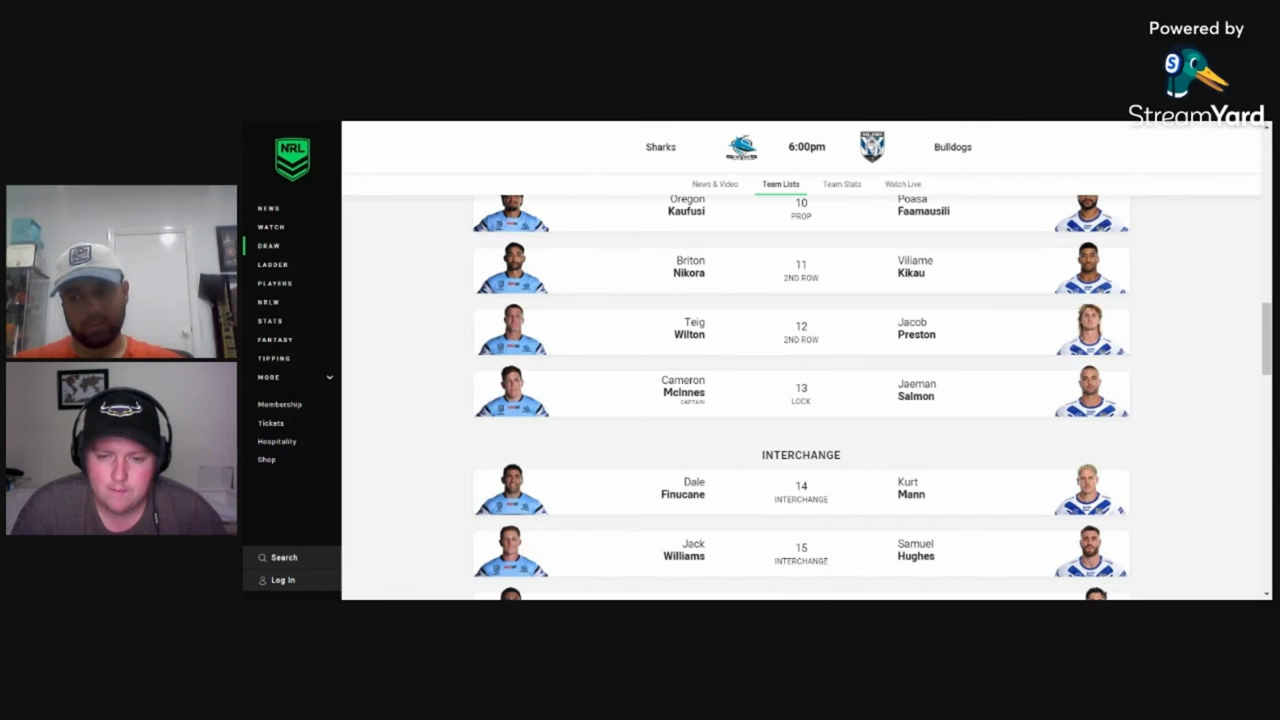 Powered by
StreamYard
NRL
Sharks
6:00pm
Bulldogs
News & Video
Team Lists
Team Stats
Watch Live
NEWS
WATCH
DRAW
LADDER
PLAYERS
NRLW
STATS
FANTASY
TIPPING
MORE
Membership
Tickets
Hospitality
Shop
Search
Log In
Oregon
Kaufusi
10
PROP
Poasa
Faamausili
Briton
Nikora
11
2ND ROW
Viliame
Kikau
Teig
Wilton
12
2ND ROW
Jacob
Preston
Cameron
McInnes
CAPTAIN
13
LOCK
Jaeman
Salmon
INTERCHANGE
Dale
Finucane
14
INTERCHANGE
Kurt
Mann
Jack
Williams
15
INTERCHANGE
Samuel
Hughes